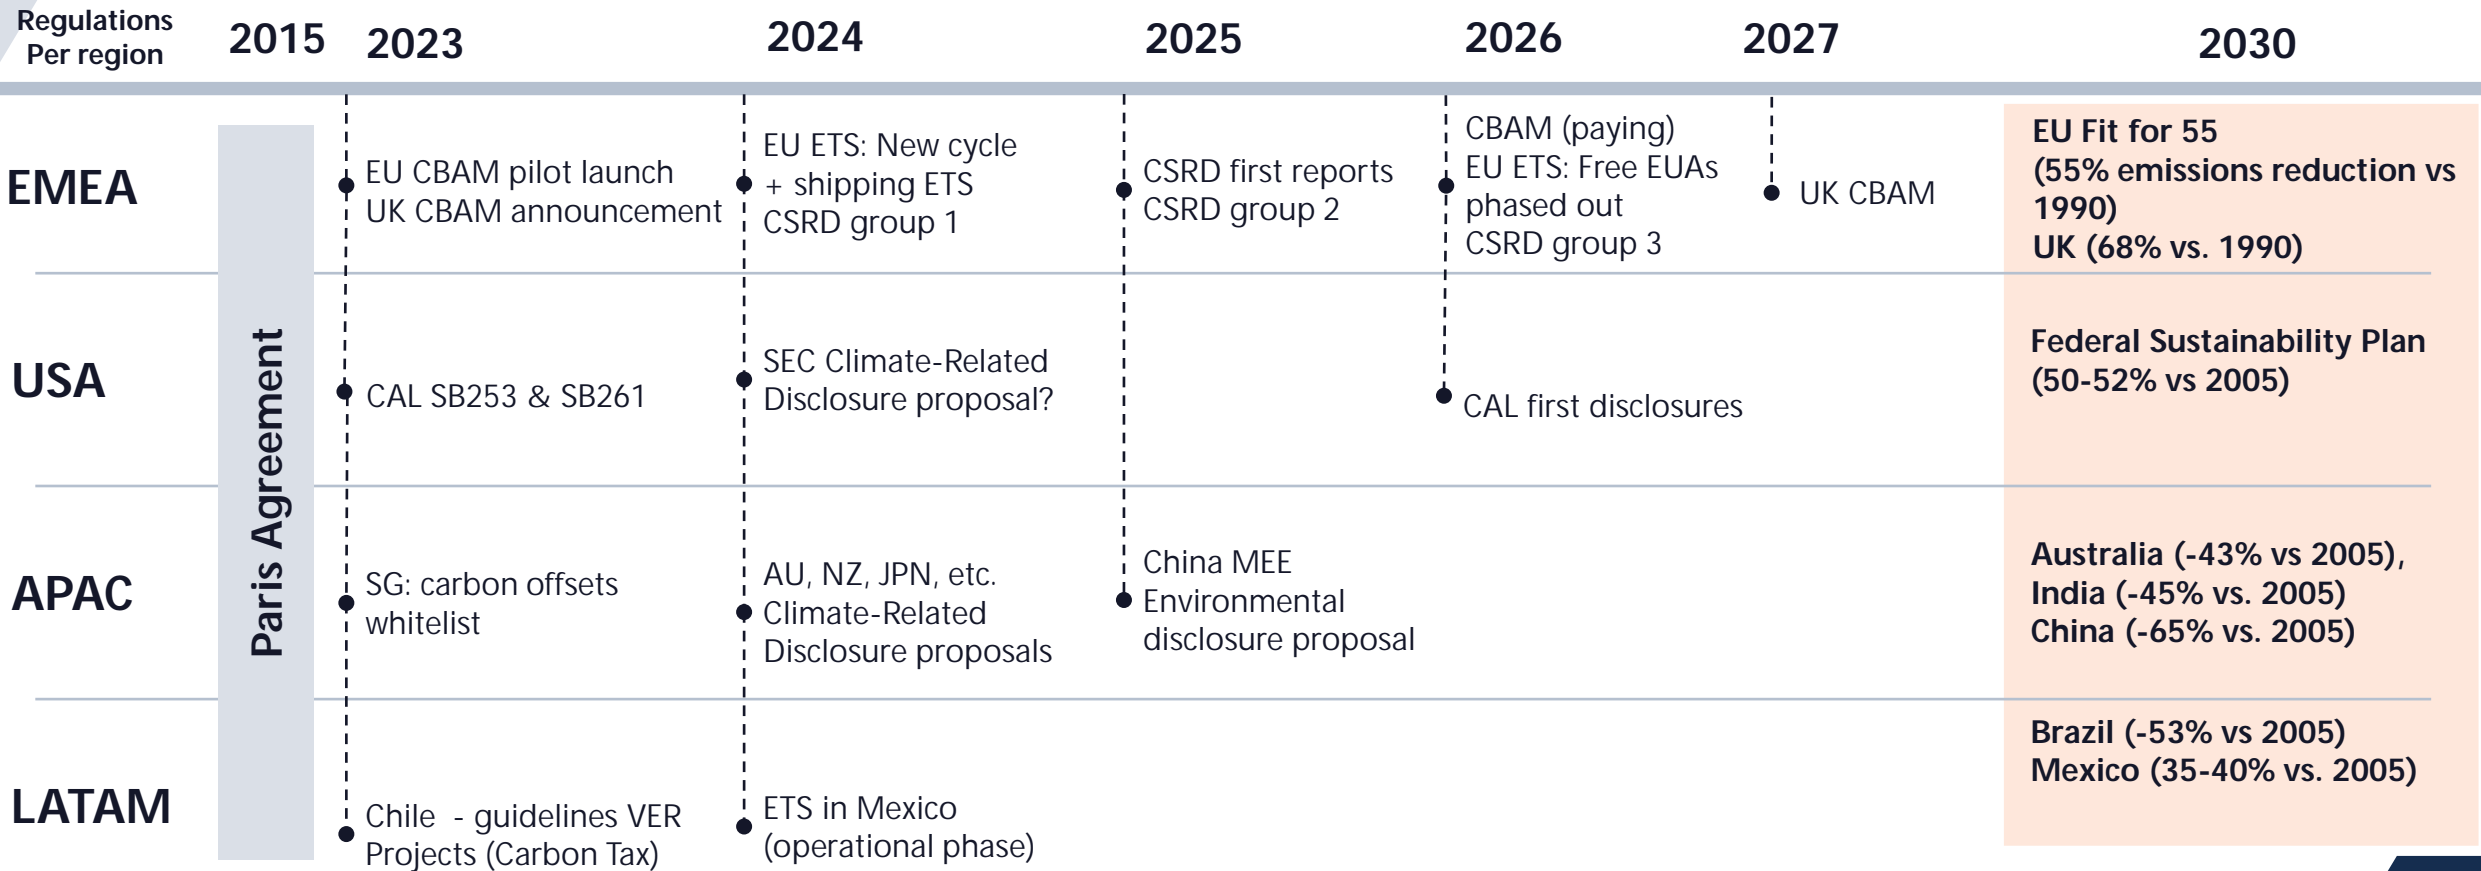 Regulations
Per region
2015
2023
2024
2025
2026
2027
2030
Paris Agreement
EMEA
EU CBAM pilot launch
UK CBAM announcement
EU ETS: New cycle
+ shipping ETS
CSRD group 1
CSRD first reports
CSRD group 2
CBAM (paying)
EU ETS: Free EUAs
phased out
CSRD group 3
UK CBAM
EU Fit for 55
(55% emissions reduction vs
1990)
UK (68% vs. 1990)
USA
CAL SB253 & SB261
SEC Climate-Related
Disclosure proposal?
CAL first disclosures
Federal Sustainability Plan
(50-52% vs 2005)
APAC
SG: carbon offsets
whitelist
AU, NZ, JPN, etc.
Climate-Related
Disclosure proposals
China MEE
Environmental
disclosure proposal
Australia (-43% vs 2005),
India (-45% vs. 2005)
China (-65% vs. 2005)
LATAM
Chile - guidelines VER
Projects (Carbon Tax)
ETS in Mexico
(operational phase)
Brazil (-53% vs 2005)
Mexico (35-40% vs. 2005)